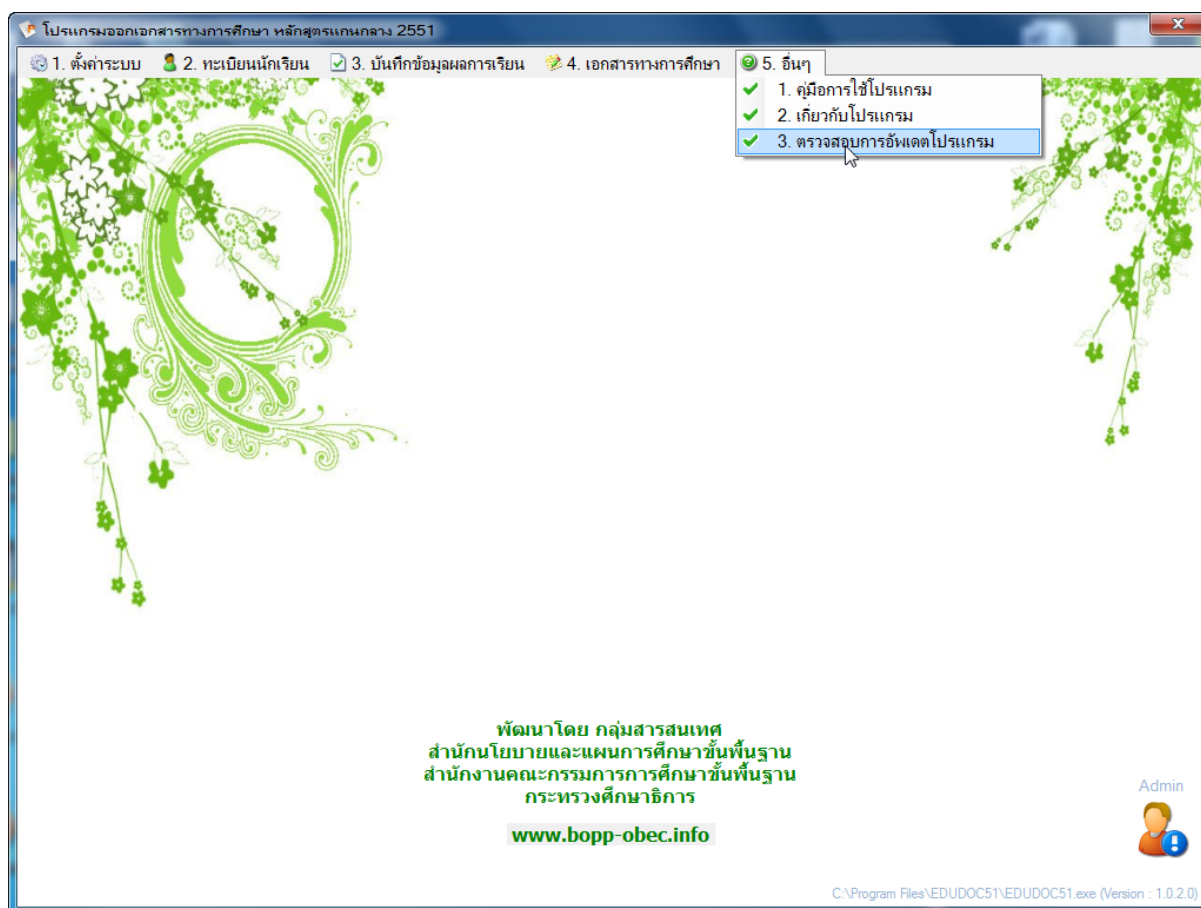 โปรแกรมออกเอกสารทางการศึกษา หลักสูตรแกนกลาง 2551
1. ตั้งค่าระบบ 2. ทะเบียนนักเรียน 3. บันทึกข้อมูลผลการเรียน 4. เอกสารทางการศึกษา 5. อื่นๆ
1. คู่มือการใช้โปรแกรม
2. เกี่ยวกับโปรแกรม
3. ตรวจสอบการอัพเดตโปรแกรม
พัฒนาโดย กลุ่มสารสนเทศ
สำนักนโยบายและแผนการศึกษาขั้นพื้นฐาน
สำนักงานคณะกรรมการการศึกษาขั้นพื้นฐาน
กระทรวงศึกษาธิการ
www.bopp-obec.info
Admin
C:\Program Files\EDUDOC51\EDUDOC51.exe (Version : 1.0.2.0)